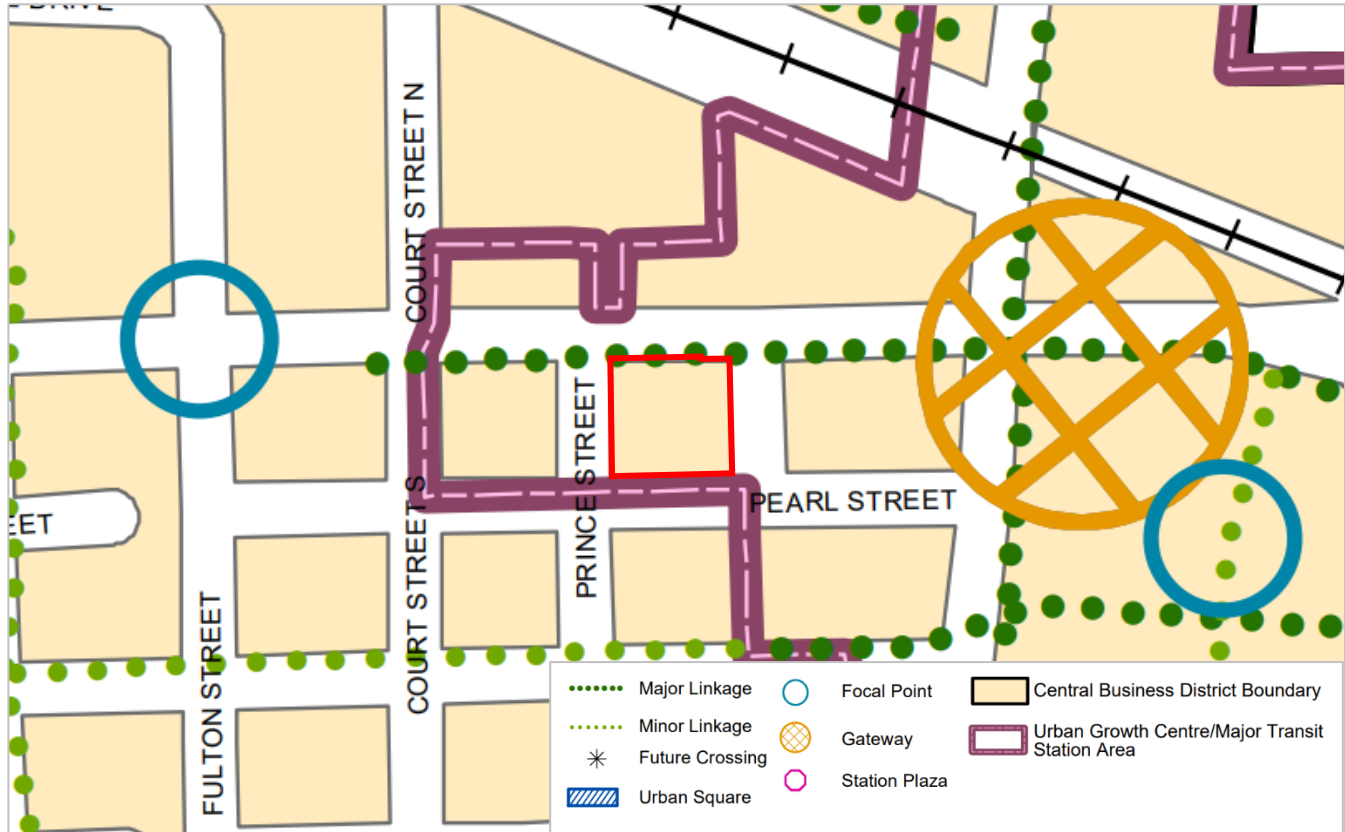 DRIVE
COURT STREET N
PRINCE STREET
PEARL STREET
EET
COURT STREET S
FULTON STREET
Major Linkage
Minor Linkage
Future Crossing
Urban Square
Focal Point
Gateway
Station Plaza
Central Business District Boundary
Urban Growth Centre/Major Transit
Station Area